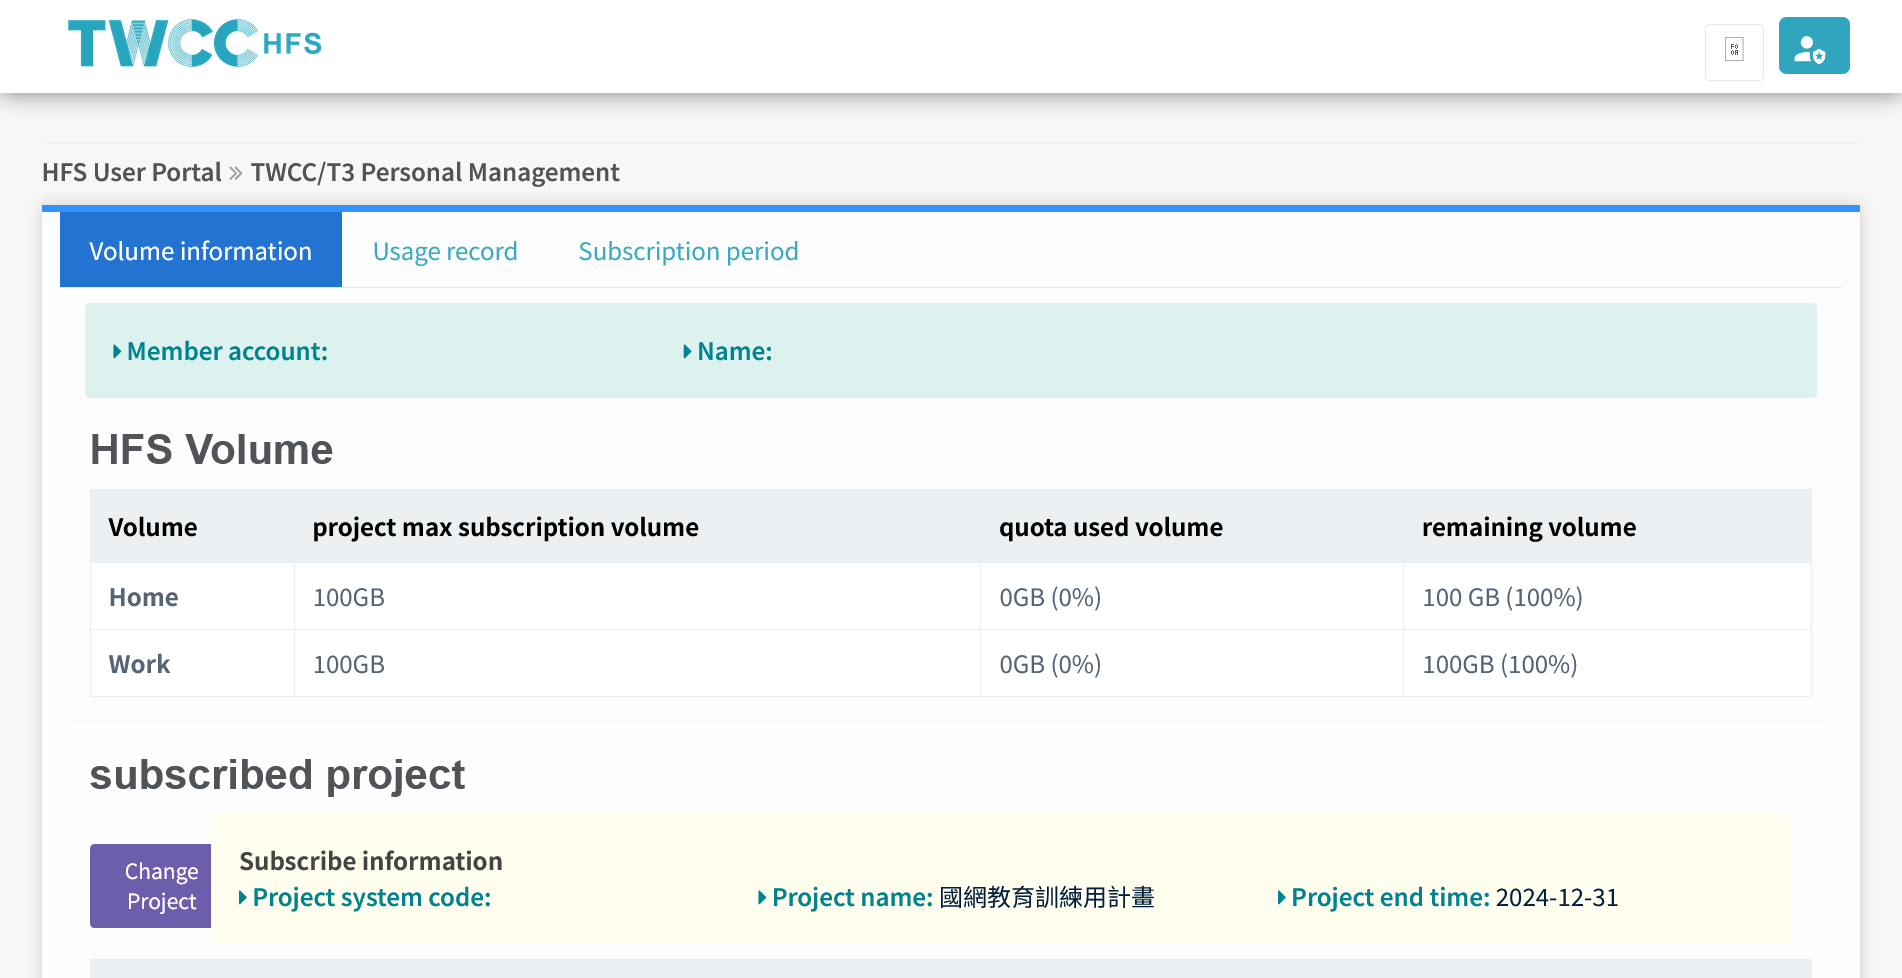 TWCC HFS
HFS User Portal » TWCC/T3 Personal Management
Volume information Usage record Subscription period
Member account: Name:
HFS Volume
Volume project max subscription volume quota used volume remaining volume
Home 100GB 0GB (0%) 100 GB (100%)
Work 100GB 0GB (0%) 100GB (100%)
subscribed project
Change Project
Subscribe information
Project system code: Project name: 國網教育訓練用計畫 Project end time: 2024-12-31